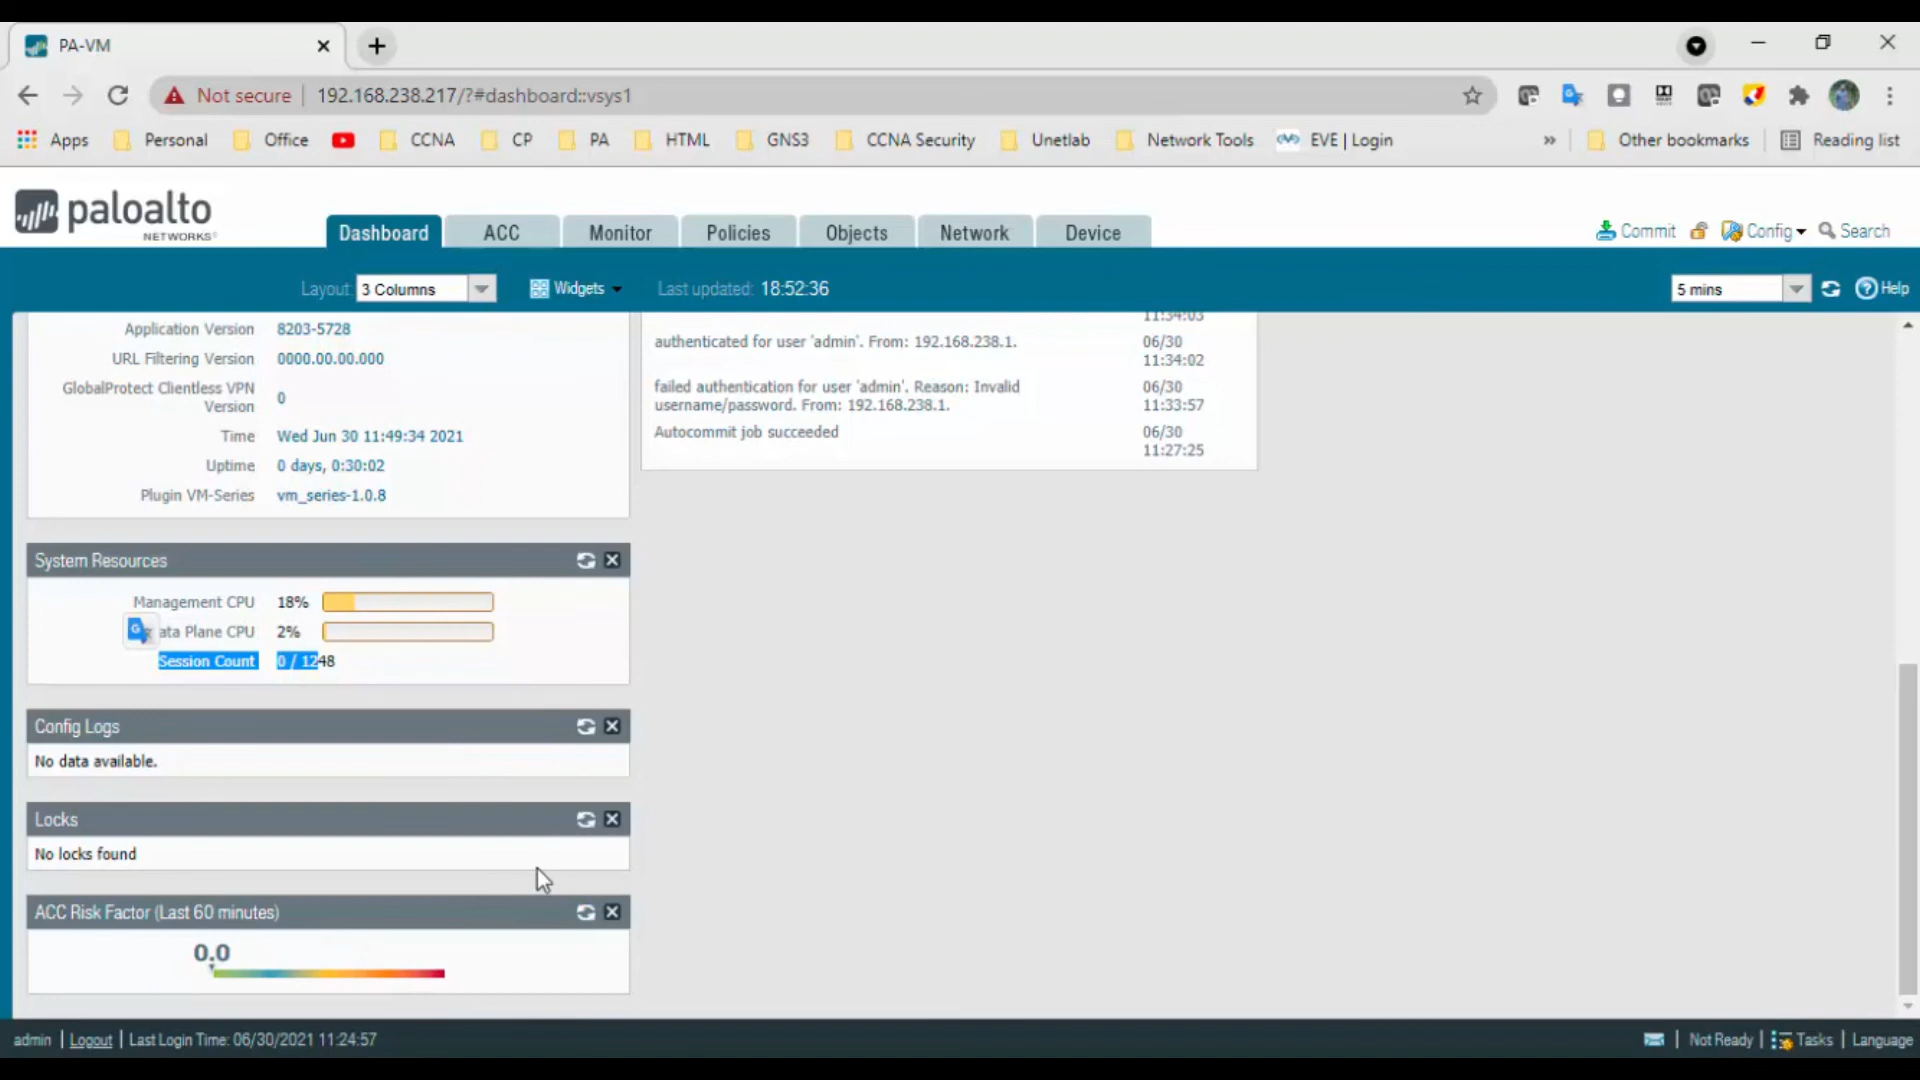 PA-VM
Not secure 192.168.238.217/?#dashboard::vsys1
Apps Personal Office CCNA CP PA HTML GNS3 CCNA Security Unetlab Network Tools EVE | Login » Other bookmarks Reading list
paloalto
NETWORKS
Dashboard ACC Monitor Policies Objects Network Device
Commit Config Search
Layout 3 Columns Widgets Last updated: 18:52:36 5 mins Help
Application Version 8203-5728
URL Filtering Version 0000.00.00.000
GlobalProtect Clientless VPN
Version 0
Time Wed Jun 30 11:49:34 2021
Uptime 0 days, 0:30:02
Plugin VM-Series vm_series-1.0.8
11:34:03
authenticated for user 'admin'. From: 192.168.238.1. 06/30
11:34:02
failed authentication for user 'admin'. Reason: Invalid 06/30
username/password. From: 192.168.238.1. 11:33:57
Autocommit job succeeded 06/30
11:27:25
System Resources
Management CPU 18%
ata Plane CPU 2%
Session Count 0 / 1248
Config Logs
No data available.
Locks
No locks found
ACC Risk Factor (Last 60 minutes)
0.0
admin | Logout | Last Login Time: 06/30/2021 11:24:57 | Not Ready | Tasks | Language